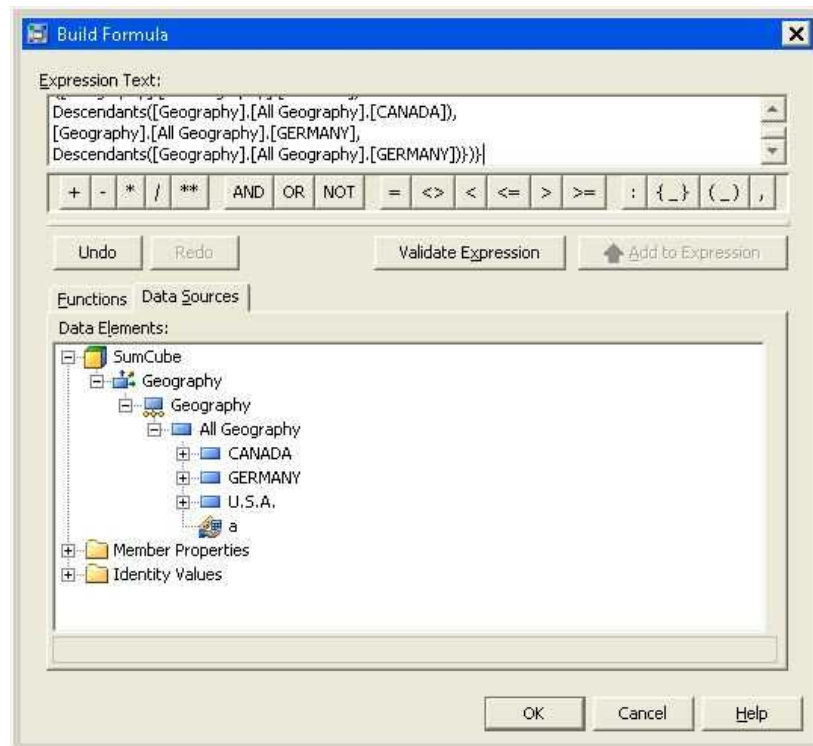 Build Formula
Expression Text:
Descendants([Geography].[All Geography].[CANADA]),
[Geography].[All Geography].[GERMANY],
Descendants([Geography].[All Geography].[GERMANY])})}
+ - * / ** AND OR NOT = <> < <= > >= : {_} (_) ,
Undo Redo Validate Expression Add to Expression
Functions Data Sources
Data Elements:
SumCube
Geography
Geography
All Geography
CANADA
GERMANY
U.S.A.
a
Member Properties
Identity Values
OK Cancel Help